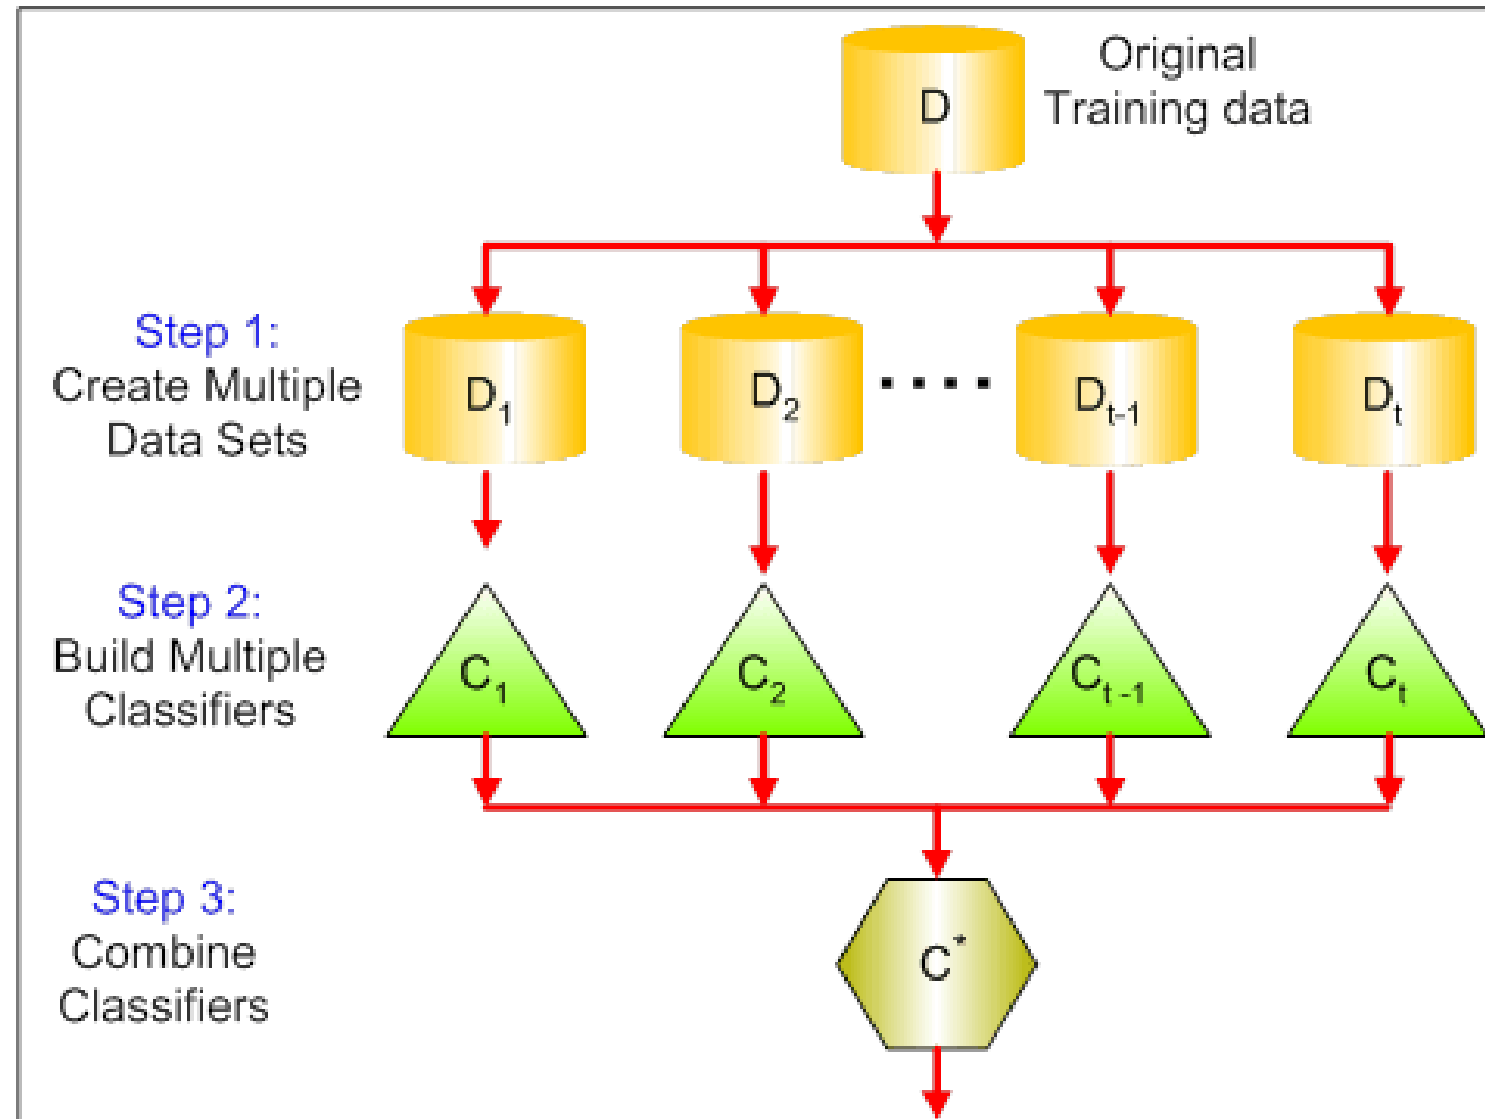 Original
Training data
D
Step 1:
Create Multiple
Data Sets
D1
D2
....
Dt-1
Dt
Step 2:
Build Multiple
Classifiers
C1
C2
Ct -1
Ct
Step 3:
Combine
Classifiers
C*